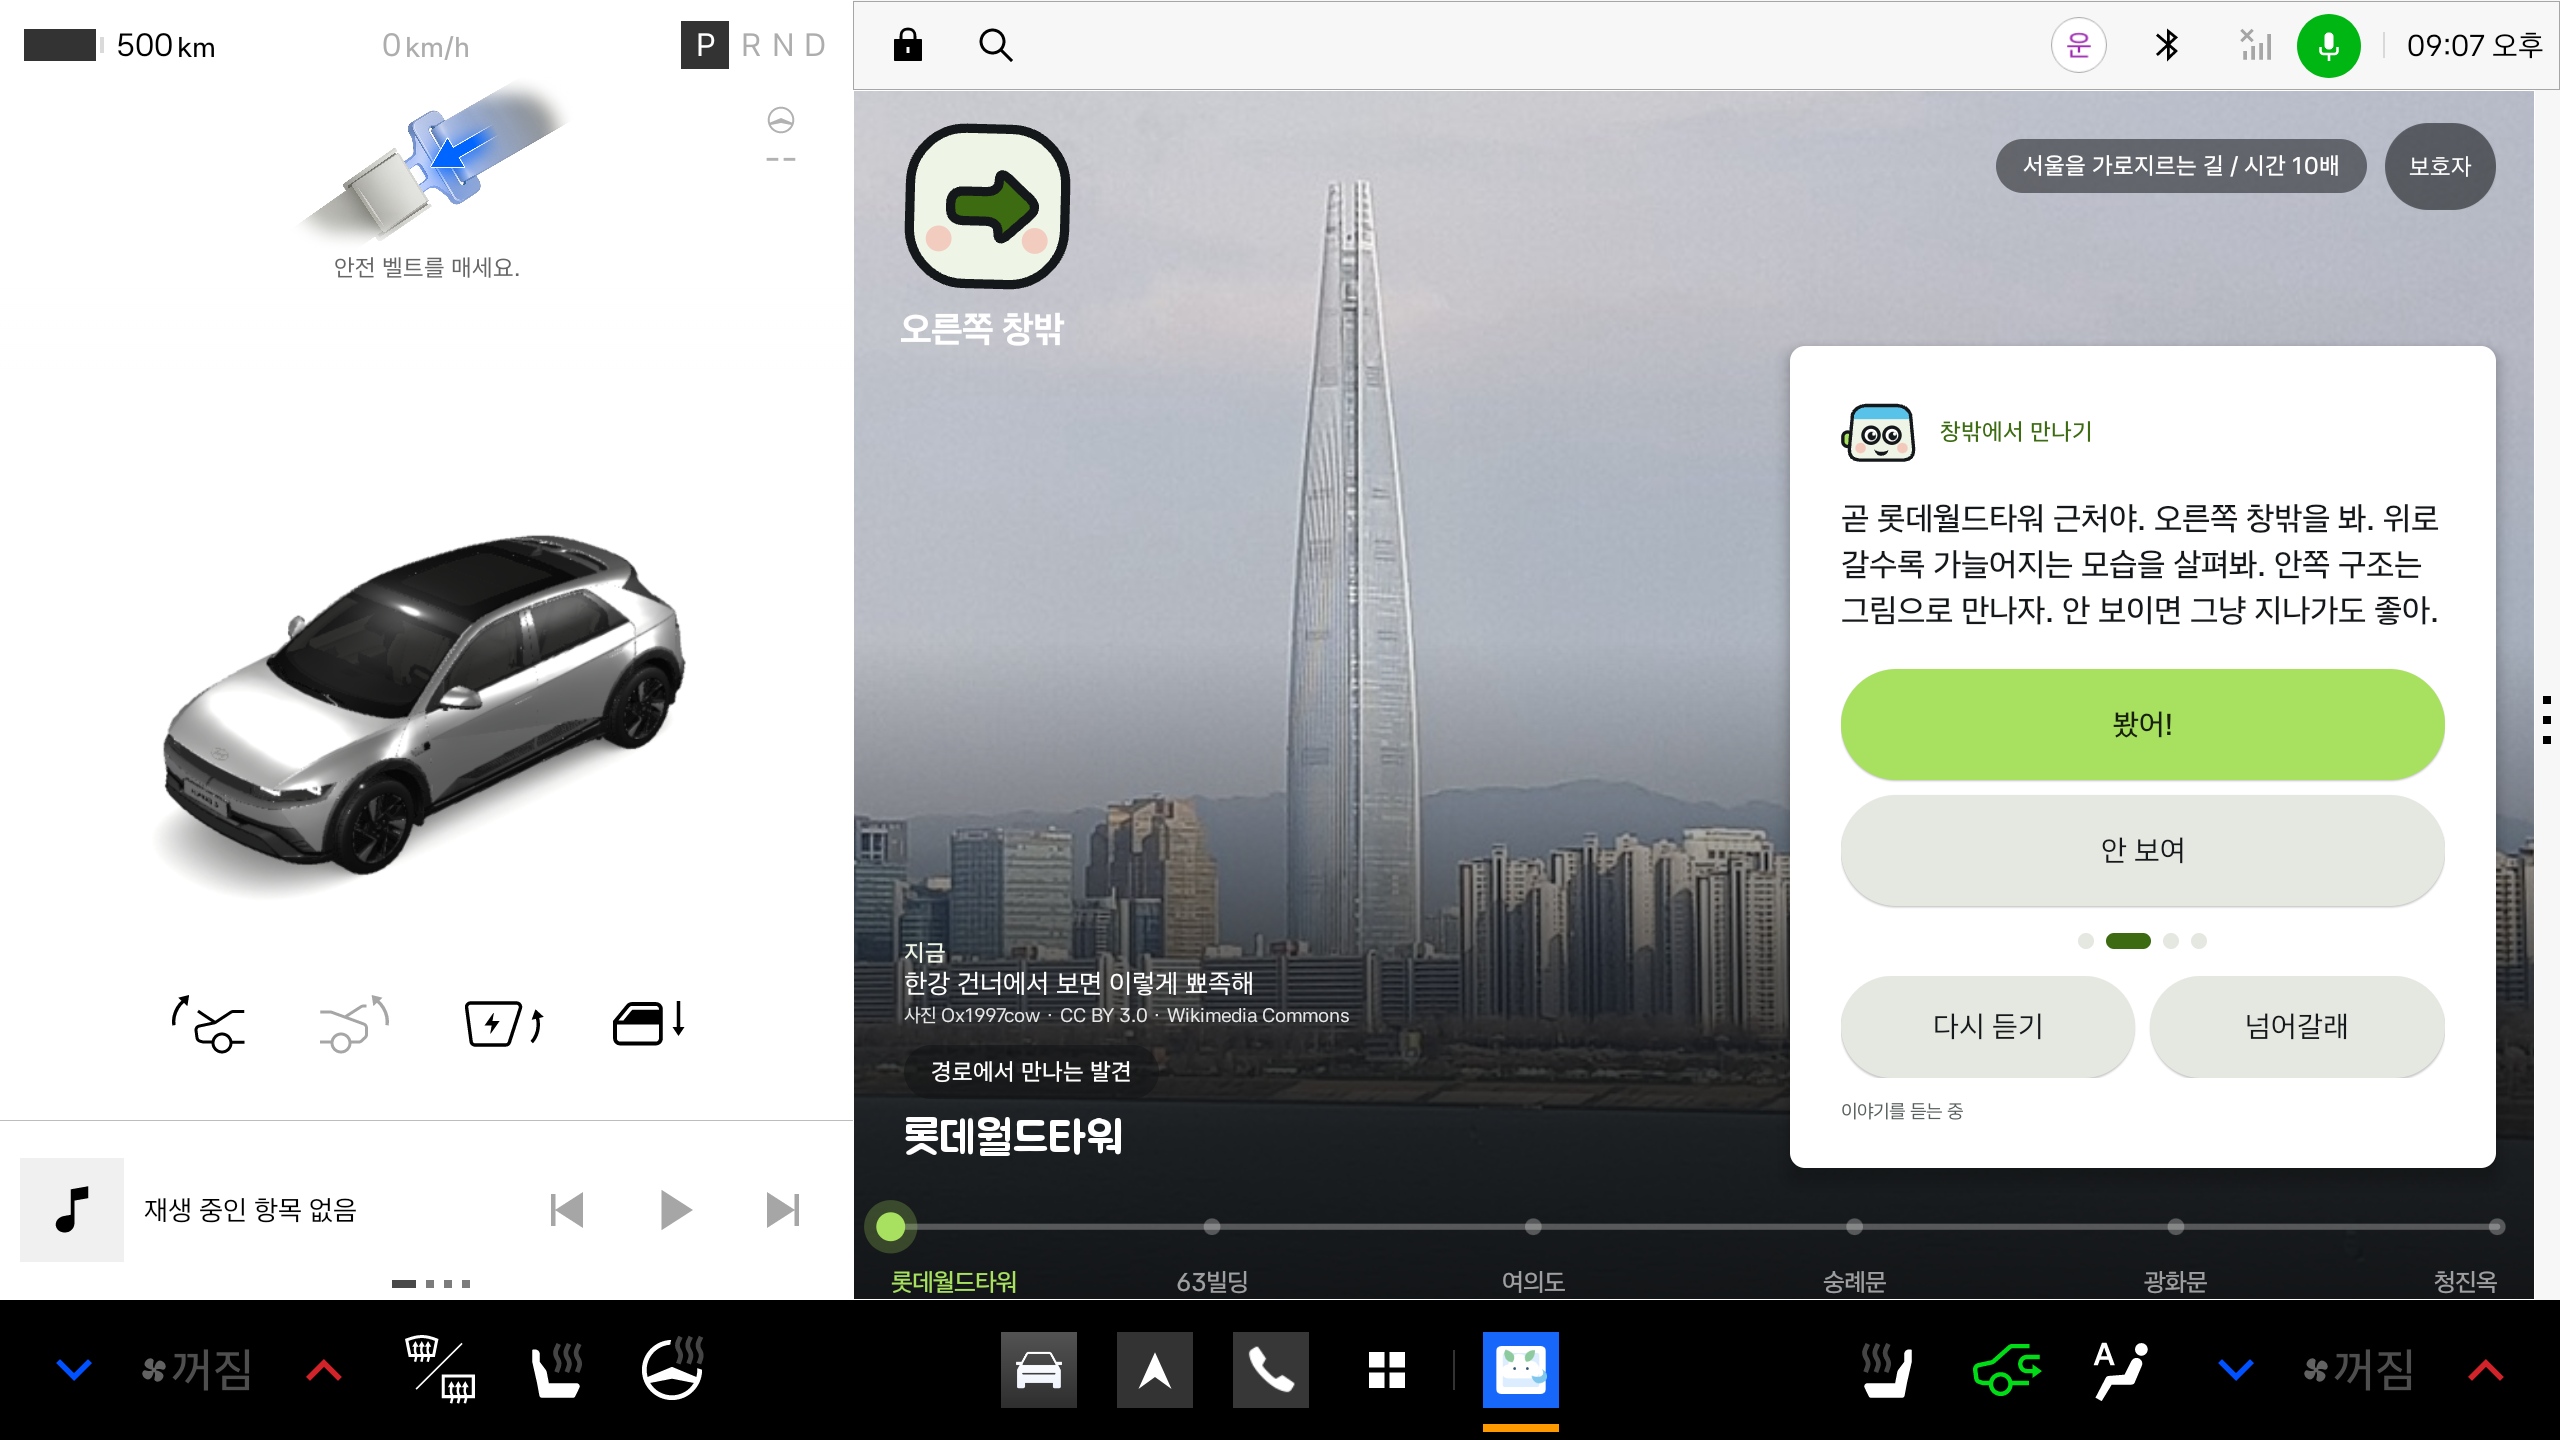 500 km
0 km/h
P R N D
안전 벨트를 매세요.
재생 중인 항목 없음
운
09:07 오후
오른쪽 창밖
서울을 가로지르는 길 / 시간 10배
보호자
창밖에서 만나기
곧 롯데월드타워 근처야. 오른쪽 창밖을 봐. 위로
갈수록 가늘어지는 모습을 살펴봐. 안쪽 구조는
그림으로 만나자. 안 보이면 그냥 지나가도 좋아.
봤어!
안 보여
다시 듣기
넘어갈래
이야기를 듣는 중
지금
한강 건너에서 보면 이렇게 뾰족해
사진 Ox1997cow · CC BY 3.0 · Wikimedia Commons
경로에서 만나는 발견
롯데월드타워
롯데월드타워
63빌딩
여의도
숭례문
광화문
청진옥
꺼짐
A
꺼짐